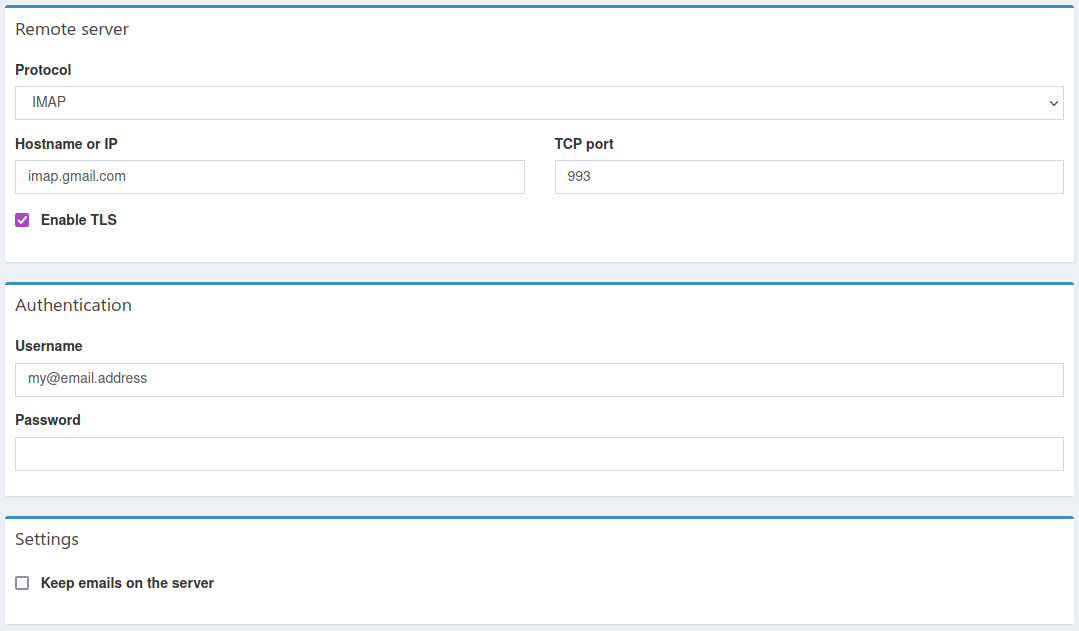 Remote server
Protocol
IMAP
Hostname or IP
TCP port
imap.gmail.com
993
Enable TLS
Authentication
Username
my@email.address
Password
Settings
Keep emails on the server